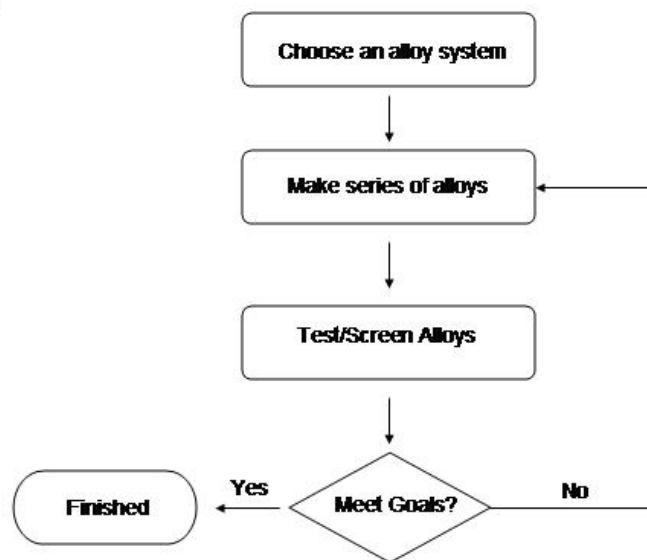 Choose an alloy system
Make series of alloys
Test/Screen Alloys
Meet Goals?
Yes
No
Finished